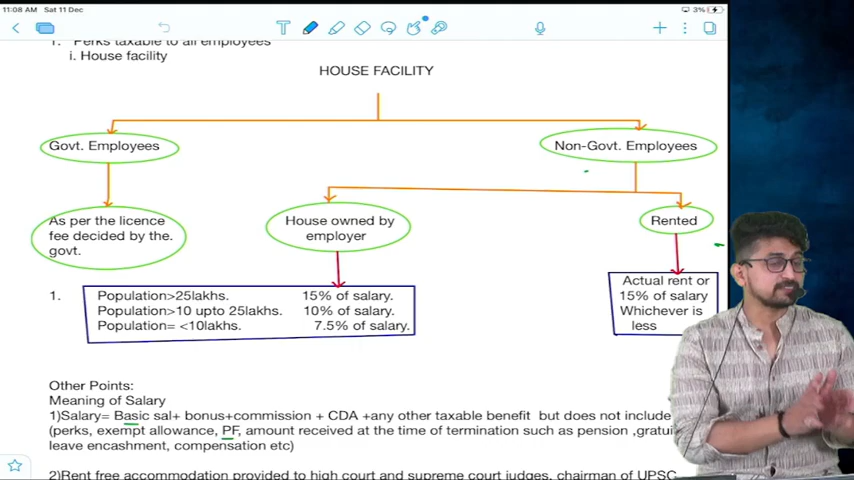 11:08 AM Sat 11 Dec 3%
1. Perks taxable to all employees
i. House facility
HOUSE FACILITY
Govt. Employees
Non-Govt. Employees
As per the licence
fee decided by the.
govt.
House owned by
employer
Rented
1.
Population>25lakhs. 15% of salary.
Population>10 upto 25lakhs. 10% of salary.
Population= <10lakhs. 7.5% of salary.
Actual rent or
15% of salary
Whichever is
less
Other Points:
Meaning of Salary
1)Salary= Basic sal+ bonus+commission + CDA +any other taxable benefit but does not include
(perks, exempt allowance, PF, amount received at the time of termination such as pension ,gratui
leave encashment, compensation etc)
2)Rent free accommodation provided to high court and supreme court judges, chairman of UPSC